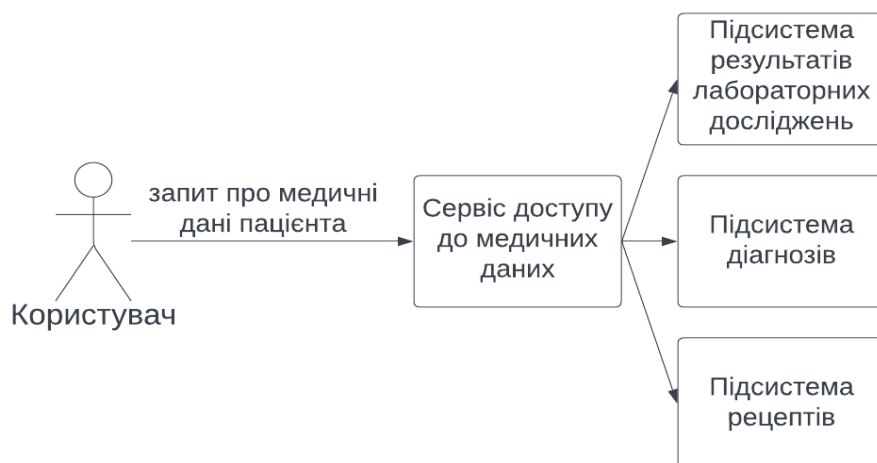 запит про медичні
дані пацієнта
Користувач
Сервіс доступу
до медичних
даних
Підсистема
результатів
лабораторних
досліджень
Підсистема
діагнозів
Підсистема
рецептів